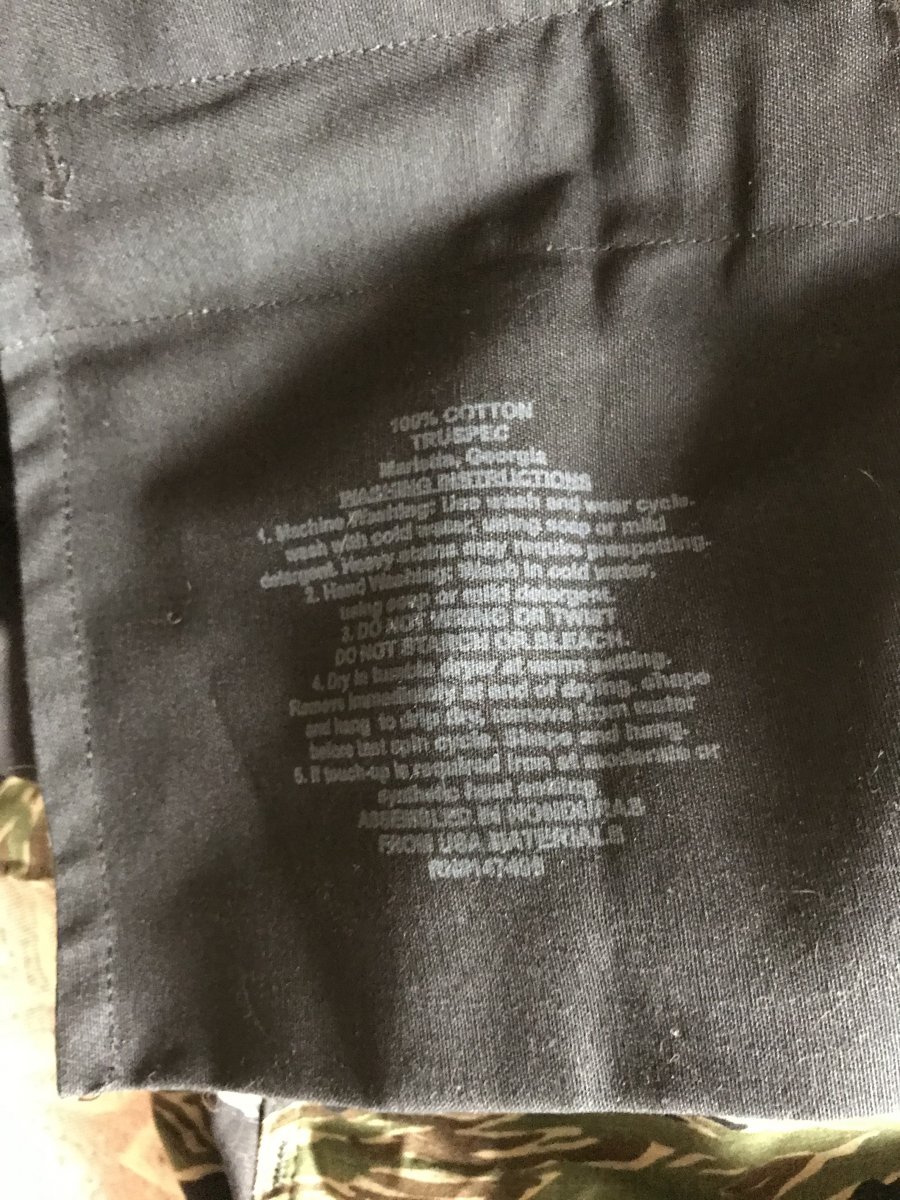 100% COTTON
TRUSPEC
Marietta, Georgia
WASHING INSTRUCTIONS
1. Machine Washing: Use wash and wear cycle-
wash with cold water, using soap or mild
detergent. Heavy stains may require prespotting.
2. Hand Washing: Wash in cold water,
using soap or mild detergent.
3. DO NOT WRING OR TWIST
DO NOT STARCH OR BLEACH.
4. Dry in tumble dryer at warm setting.
Remove immediately at end of drying. Shape
and hang to drip dry, remove from water
before last spin cycle. Shape and hang.
5. If touch-up is required iron at moderate or
synthetic heat setting
ASSEMBLED IN HONDURAS
FROM USA MATERIALS